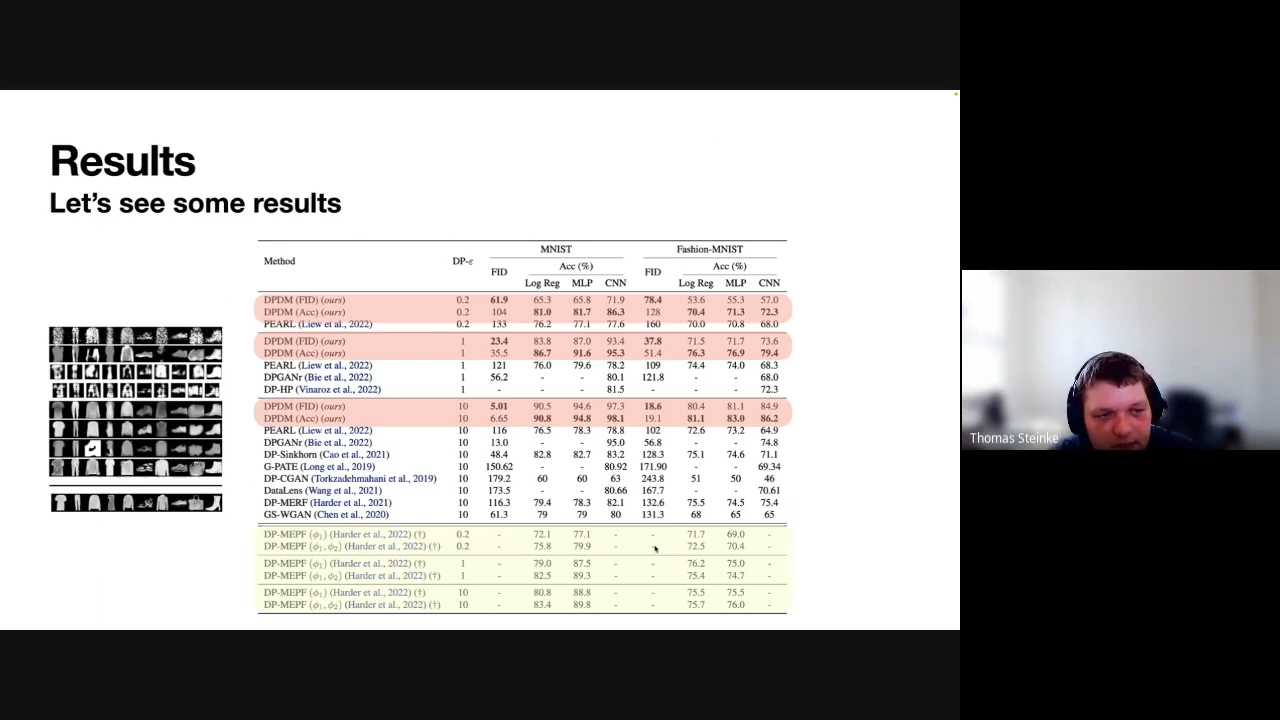 Results
Let's see some results
MNIST Fashion-MNIST
Method DP-ε FID Acc (%) FID Acc (%)
Log Reg MLP CNN Log Reg MLP CNN
DPDM (FID) (ours) 0.2 61.9 65.3 65.8 71.9 78.4 53.6 55.3 57.0
DPDM (Acc) (ours) 0.2 104 81.0 81.7 86.3 128 70.4 71.3 72.3
PEARL (Liew et al., 2022) 0.2 133 76.2 77.1 77.6 160 70.0 70.8 68.0
DPDM (FID) (ours) 1 23.4 83.8 87.0 93.4 37.8 71.5 71.7 73.6
DPDM (Acc) (ours) 1 35.5 86.7 91.6 95.3 51.4 76.3 76.9 79.4
PEARL (Liew et al., 2022) 1 121 76.0 79.6 78.2 109 74.4 74.0 68.3
DPGANr (Bie et al., 2022) 1 56.2 - - 80.1 121.8 - - 68.0
DP-HP (Vinaroz et al., 2022) 1 - - - 81.5 - - - 72.3
DPDM (FID) (ours) 10 5.01 90.5 94.6 97.3 18.6 80.4 81.1 84.9
DPDM (Acc) (ours) 10 6.65 90.8 94.8 98.1 19.1 81.1 83.0 86.2
PEARL (Liew et al., 2022) 10 116 76.5 78.3 78.8 102 72.6 73.2 64.9
DPGANr (Bie et al., 2022) 10 13.0 - - 95.0 56.8 - - 74.8
DP-Sinkhorn (Cao et al., 2021) 10 48.4 82.8 82.7 83.2 128.3 75.1 74.6 71.1
G-PATE (Long et al., 2019) 10 150.62 - - 80.92 171.90 - - 69.34
DP-CGAN (Torkzadehmahani et al., 2019) 10 179.2 60 60 63 243.8 51 50 46
DataLens (Wang et al., 2021) 10 173.5 - - 80.66 167.7 - - 70.61
DP-MERF (Harder et al., 2021) 10 116.3 79.4 78.3 82.1 132.6 75.5 74.5 75.4
GS-WGAN (Chen et al., 2020) 10 61.3 79 79 80 131.3 68 65 65
DP-MEPF (ϕ1) (Harder et al., 2022) (†) 0.2 - 72.1 77.1 - - 71.7 69.0 -
DP-MEPF (ϕ1, ϕ2) (Harder et al., 2022) (†) 0.2 - 75.8 79.9 - - 72.5 70.4 -
DP-MEPF (ϕ1) (Harder et al., 2022) (†) 1 - 79.0 87.5 - - 76.2 75.0 -
DP-MEPF (ϕ1, ϕ2) (Harder et al., 2022) (†) 1 - 82.5 89.3 - - 75.4 74.7 -
DP-MEPF (ϕ1) (Harder et al., 2022) (†) 10 - 80.8 88.8 - - 75.5 75.5 -
DP-MEPF (ϕ1, ϕ2) (Harder et al., 2022) (†) 10 - 83.4 89.8 - - 75.7 76.0 -
Thomas Steinke